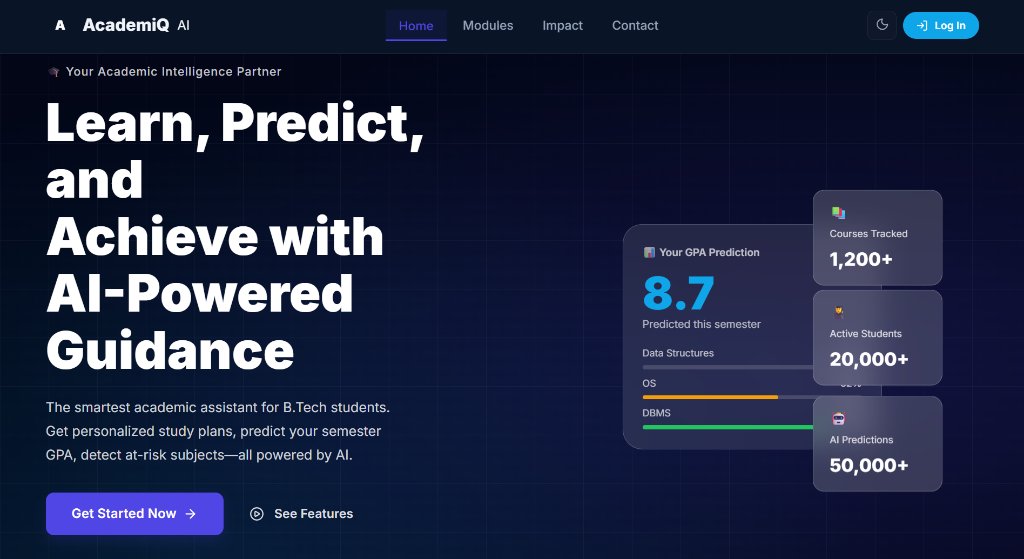 A AcademiQ AI
Home Modules Impact Contact
Log In
Your Academic Intelligence Partner
Learn, Predict,
and
Achieve with
AI-Powered
Guidance
The smartest academic assistant for B.Tech students.
Get personalized study plans, predict your semester
GPA, detect at-risk subjects—all powered by AI.
Get Started Now
See Features
Your GPA Prediction
8.7
Predicted this semester
Data Structures
OS
DBMS
Courses Tracked
1,200+
Active Students
20,000+
AI Predictions
50,000+